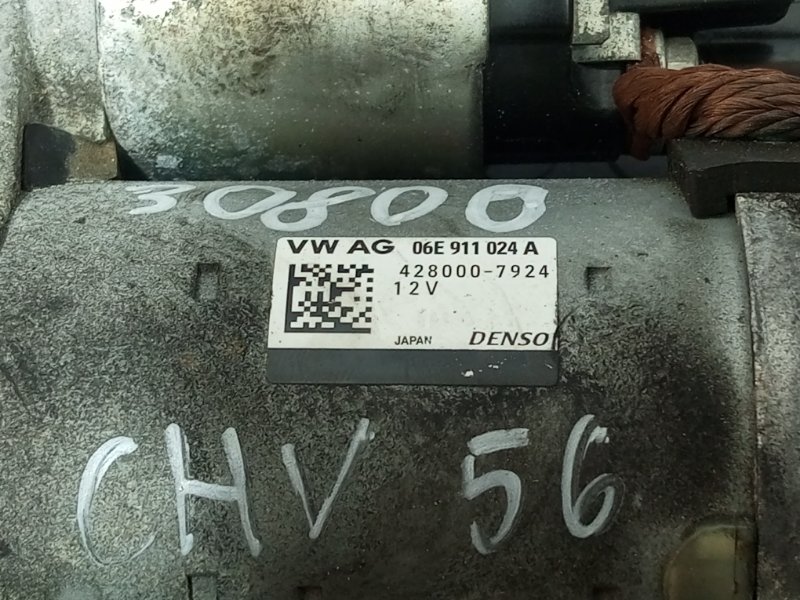 30800
VW AG 06E 911 024 A
428000-7924
12V
JAPAN DENSO
CHV 56